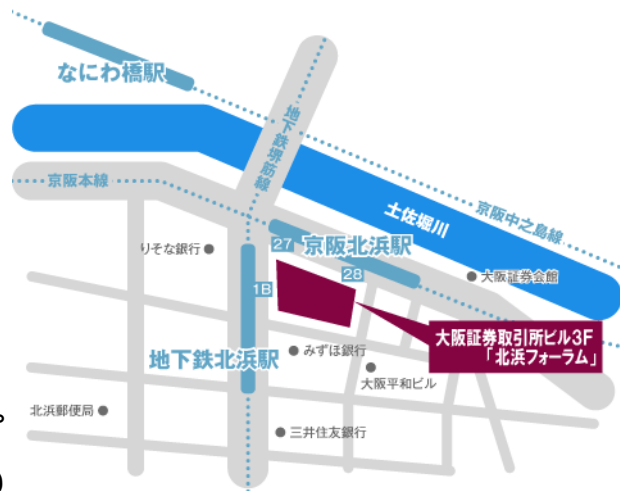 なにわ橋駅
地下鉄堺筋線
京阪本線
土佐堀川
京阪中之島線
27
京阪北浜駅
りそな銀行
28
大阪証券会館
1B
大阪証券取引所ビル3F
「北浜フォーラム」
みずほ銀行
地下鉄北浜駅
大阪平和ビル
北浜郵便局
。
三井住友銀行
)